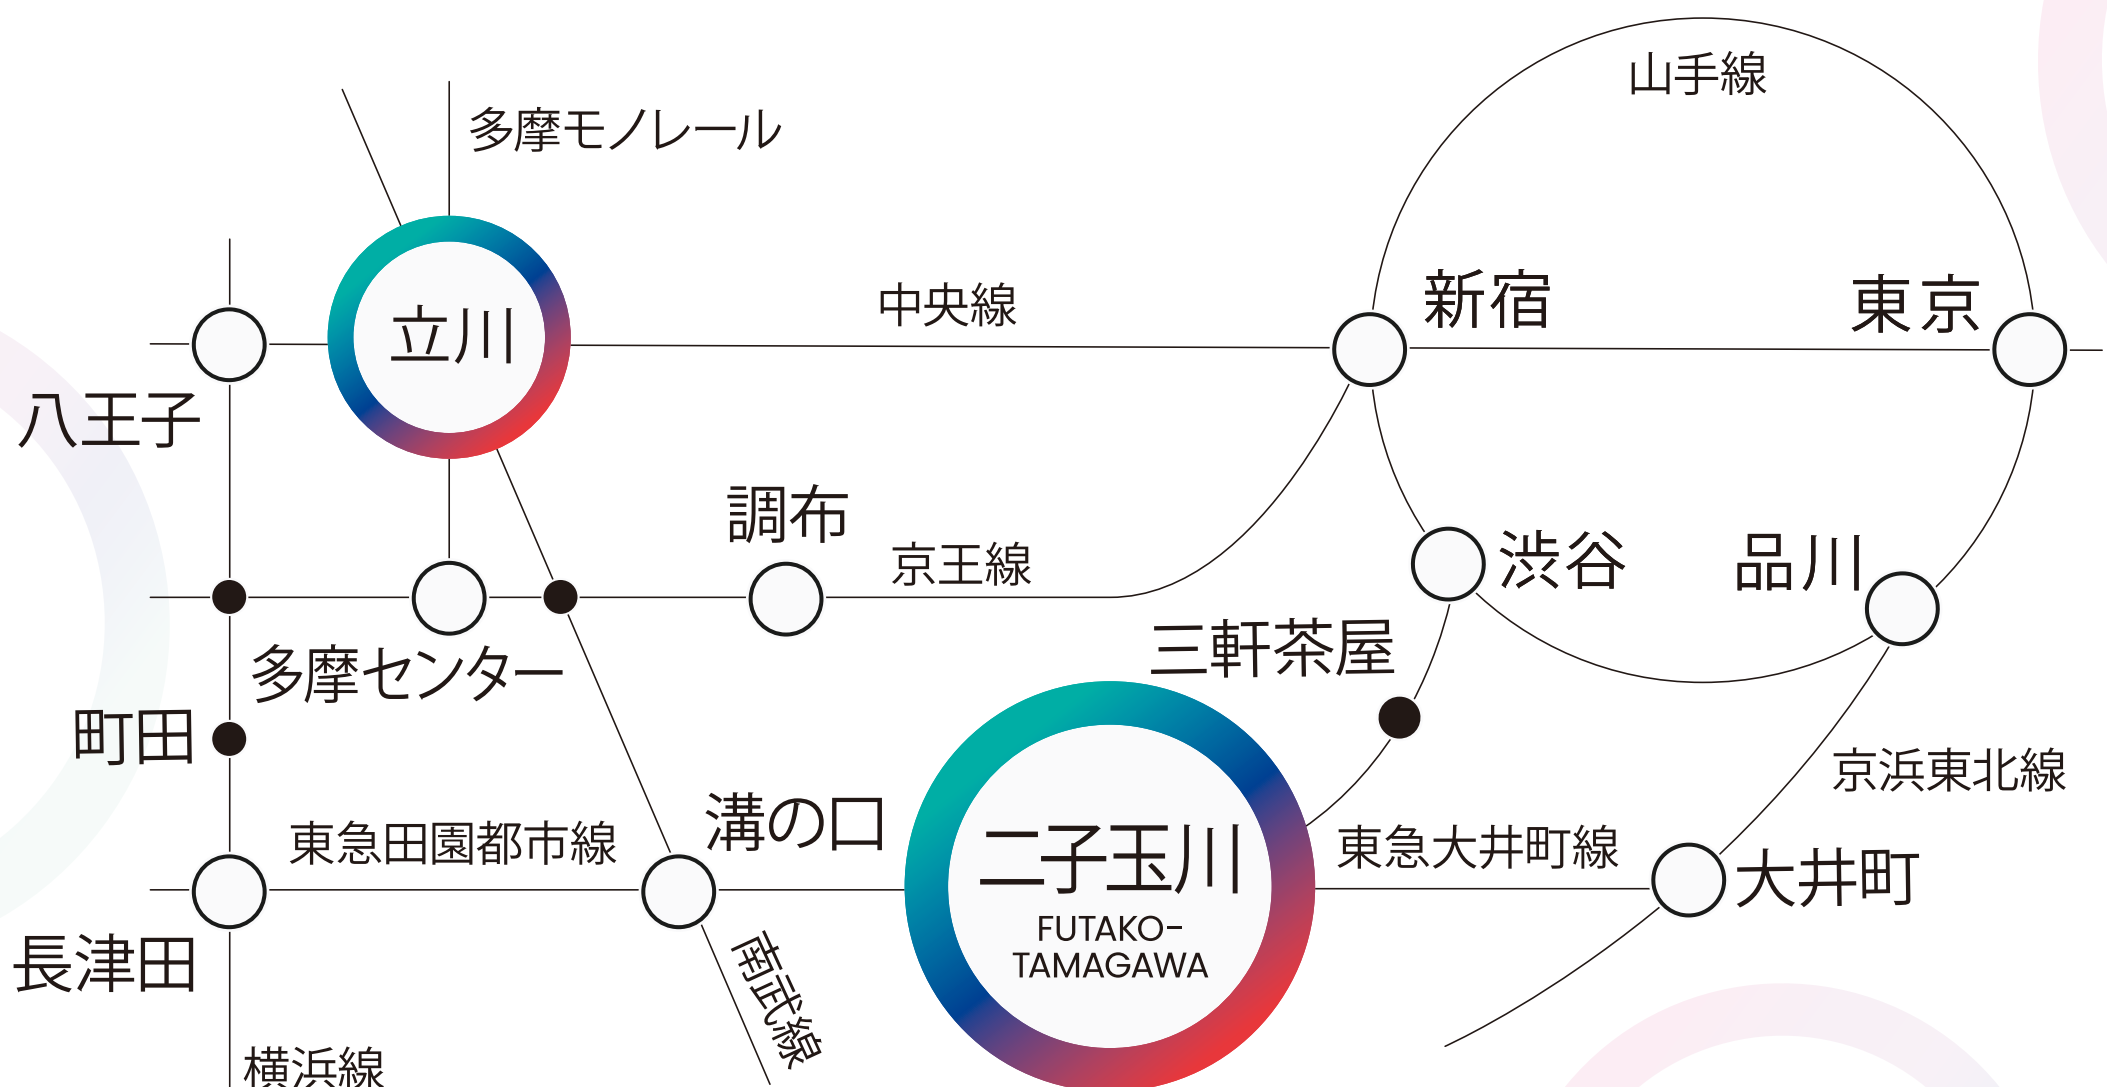 山手線
多摩モノレール
新宿
東京
中央線
立川
八王子
調布
京王線
渋谷
品川
三軒茶屋
多摩センター
町田
京浜東北線
溝の口
東急田園都市線
二子玉川
FUTAKO-
TAMAGAWA
東急大井町線
大井町
長津田
南武線
横浜線